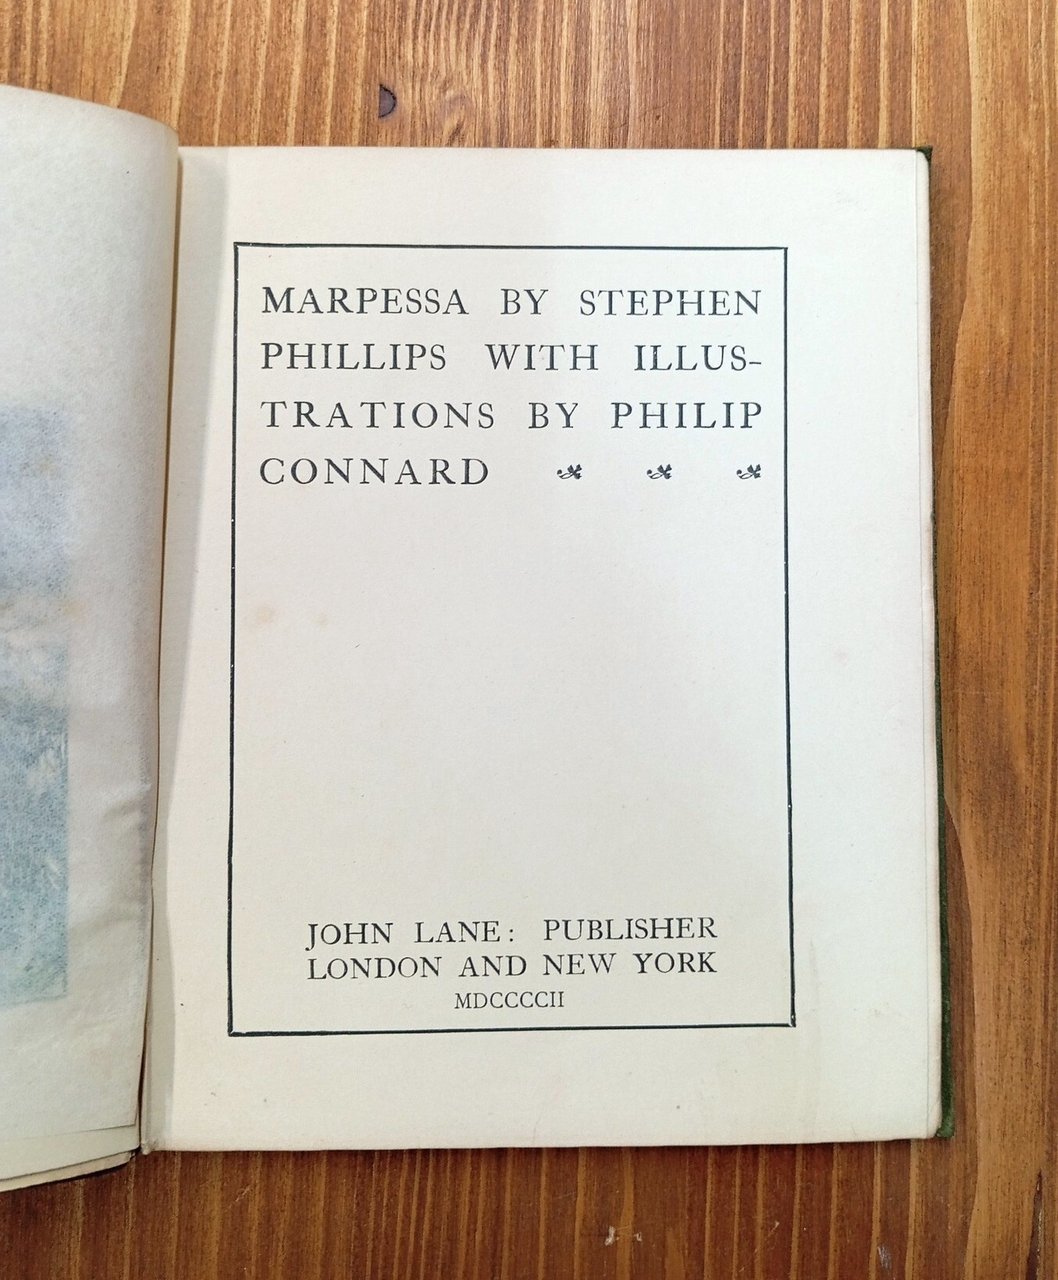 MARPESSA BY STEPHEN
PHILLIPS WITH ILLUS-
TRATIONS BY PHILIP
CONNARD
JOHN LANE: PUBLISHER
LONDON AND NEW YORK
MDCCCCII